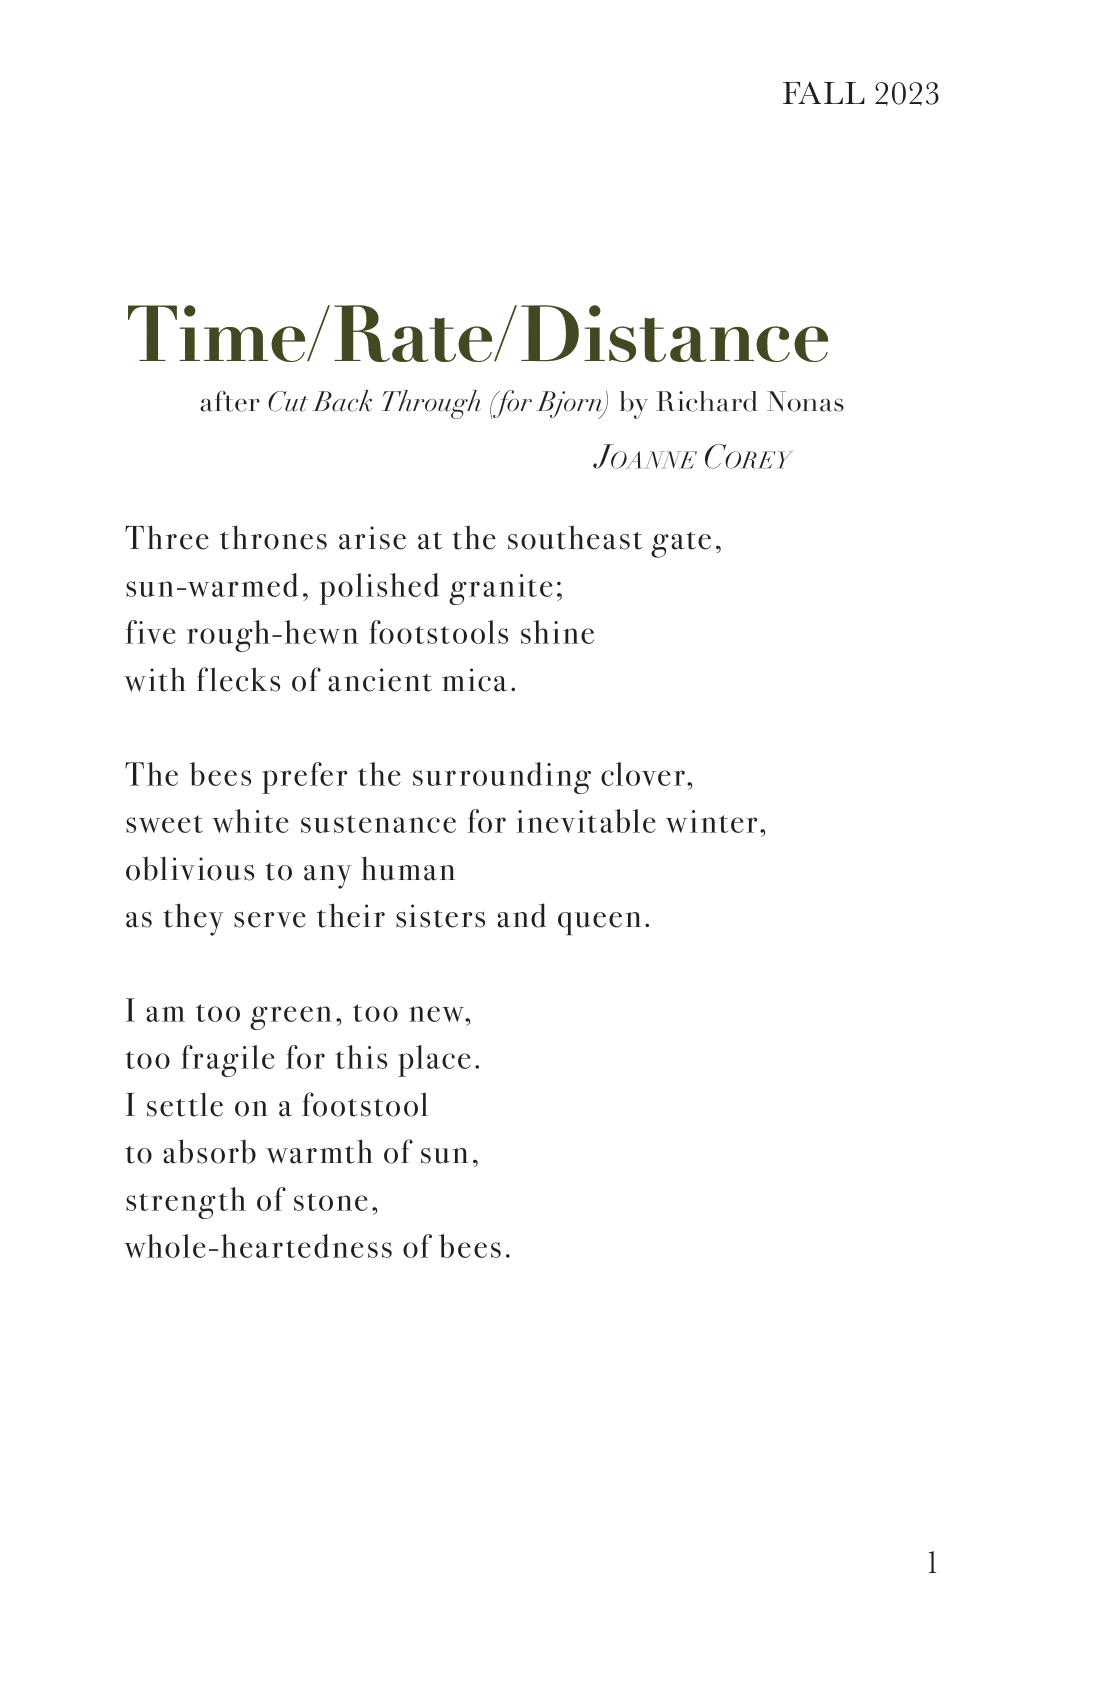 FALL 2023
Time/Rate/Distance
after Cut Back Through (for Bjorn) by Richard Nonas
JOANNE COREY
Three thrones arise at the southeast gate,
sun-warmed, polished granite;
five rough-hewn footstools shine
with flecks of ancient mica.
The bees prefer the surrounding clover,
sweet white sustenance for inevitable winter,
oblivious to any human
as they serve their sisters and queen.
I am too green, too new,
too fragile for this place.
I settle on a footstool
to absorb warmth of sun,
strength of stone,
whole-heartedness of bees.
1